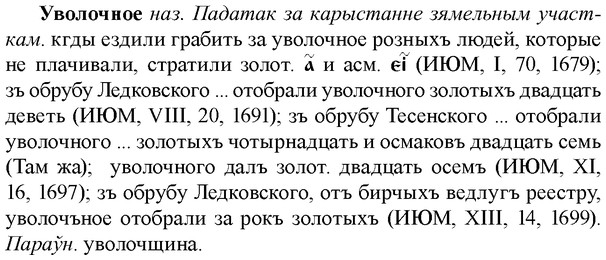 Уволочное наз. Падатак за карыстанне зямельным участ-
кам. кгды ездили грабить за уволочное розныхъ людей, которые
не плачивали, стратили золот. а҃ и асм. єі҃ (ИЮМ, I, 70, 1679);
зъ обрубу Ледковского ... отобрали уволочного золотыхъ двадцать
деветь (ИЮМ, VIII, 20, 1691); зъ обрубу Тесенского ... отобрали
уволочного ... золотыхъ чотырнадцать и осмаковъ двадцать семь
(Там жа); уволочного далъ золот. двадцать осемъ (ИЮМ, XI,
16, 1697); зъ обрубу Ледковского, отъ бирчыхъ ведлугъ реестру,
уволочъное отобрали за рокъ золотыхъ (ИЮМ, XIII, 14, 1699).
Параўн. уволочщина.